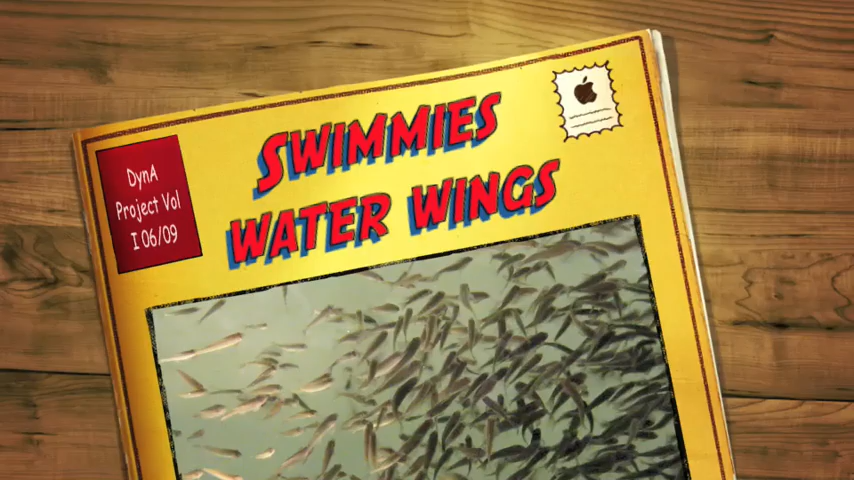 SWIMMIES
WATER WINGS
DynA
Project Vol
I 06/09